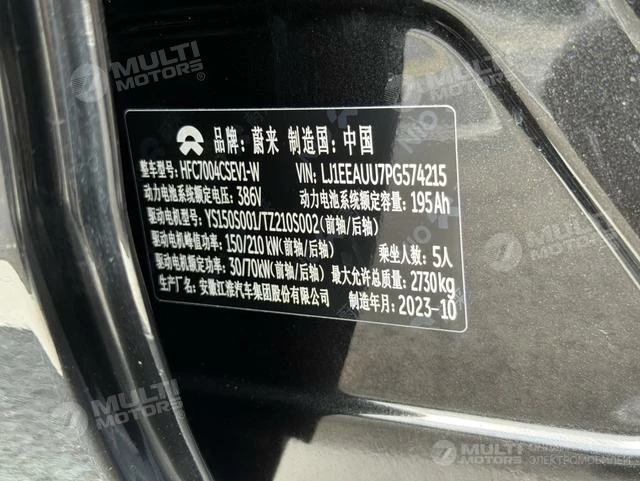 品牌: 蔚来 制造国: 中国
整车型号: HFC7004CSEV1-W VIN: LJ1EEAUU7PG574215
动力电池系统额定电压: 386V 动力电池系统额定容量: 195Ah
驱动电机型号: YS150S001/TZ210S002(前轴/后轴)
驱动电机峰值功率: 150/210 kW(前轴/后轴) 乘坐人数: 5人
驱动电机额定功率: 30/70kW(前轴/后轴) 最大允许总质量: 2730kg
生产厂名: 安徽江淮汽车集团股份有限公司 制造年月: 2023-10
MULTI MOTORS
MULTI MOTORS
MULTI MOTORS
MULTI MOTORS
MULTI MOTORS
ЭЛЕКТРОМОБИЛЕЙ